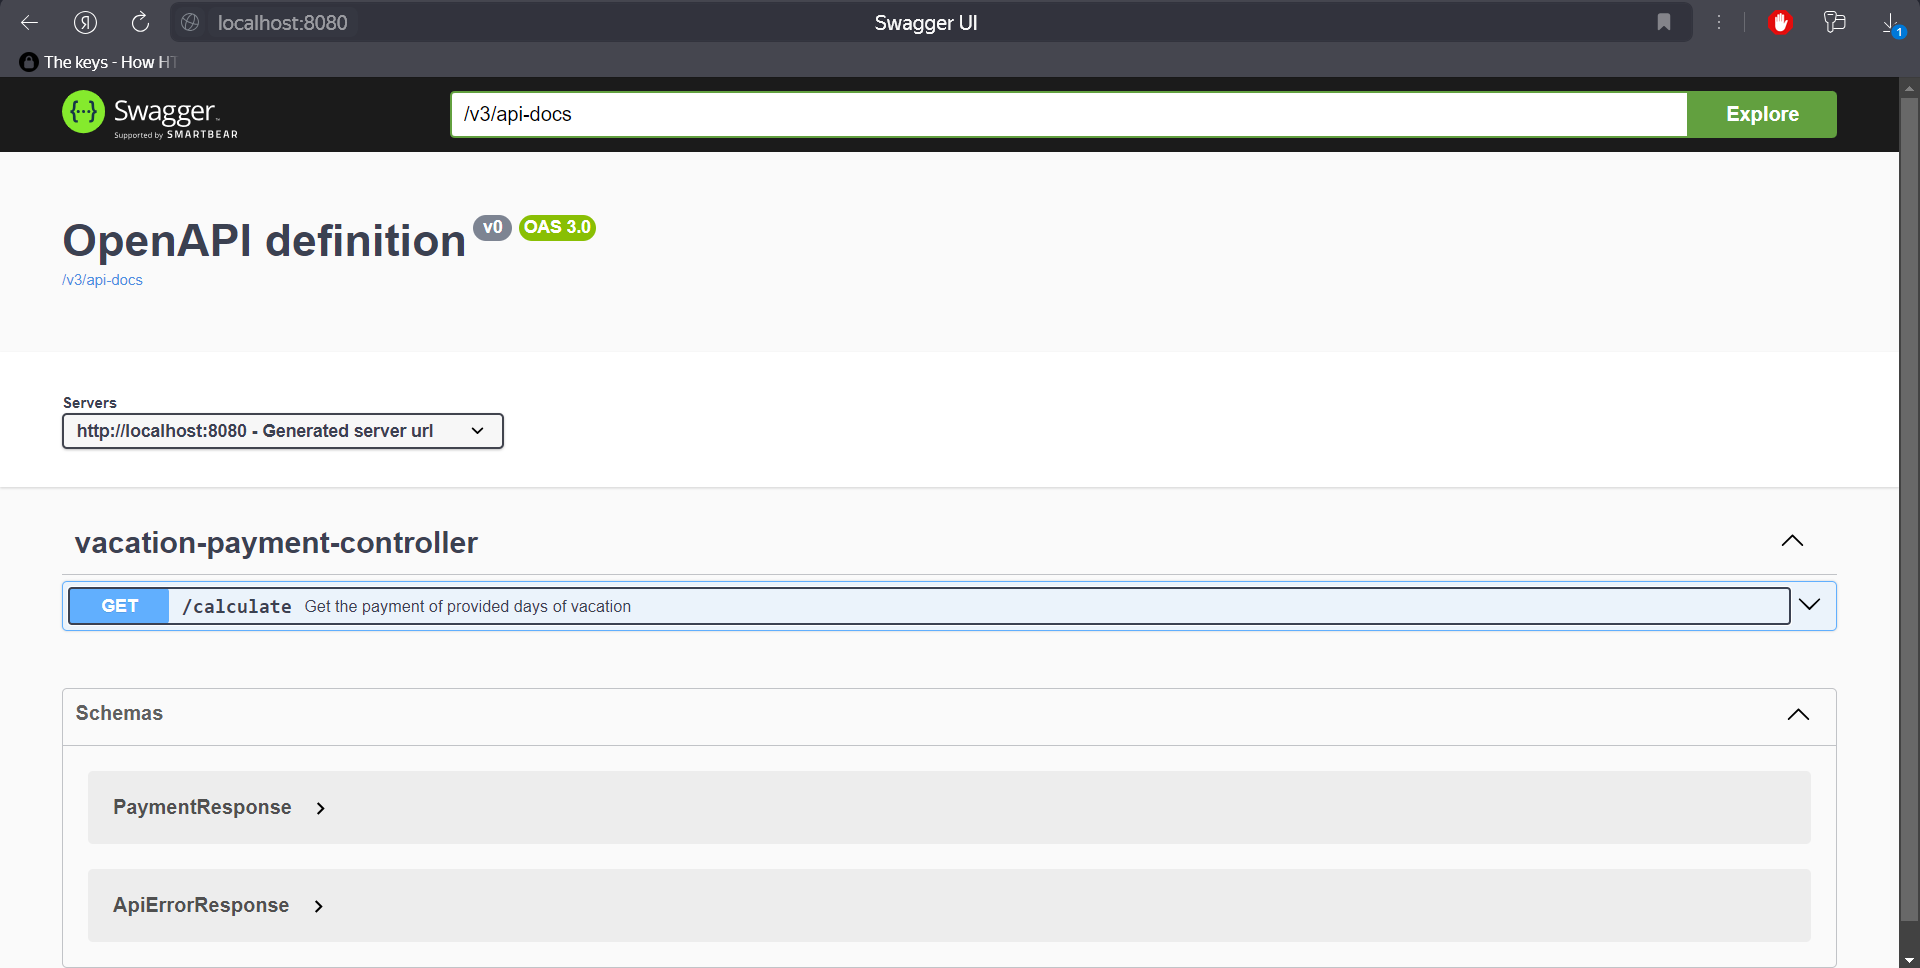 localhost:8080
Swagger UI
1
The keys - How HT
{···} Swagger
Supported by SMARTBEAR
/v3/api-docs
Explore
OpenAPI definition v0 OAS 3.0
/v3/api-docs
Servers
http://localhost:8080 - Generated server url
vacation-payment-controller
GET /calculate Get the payment of provided days of vacation
Schemas
PaymentResponse
ApiErrorResponse